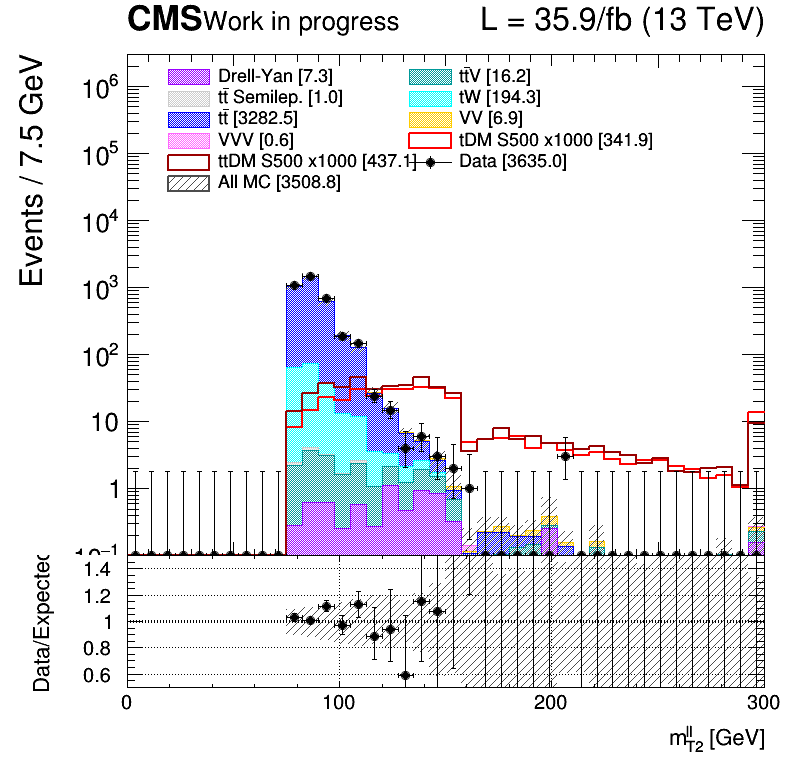 CMS Work in progress L = 35.9/fb (13 TeV)
Events / 7.5 GeV
Drell-Yan [7.3] tt̄V [16.2]
tt̄ Semilep. [1.0] tW [194.3]
tt̄ [3282.5] VV [6.9]
VVV [0.6] tDM S500 x1000 [341.9]
ttDM S500 x1000 [437.1] Data [3635.0]
All MC [3508.8]
10⁶
10⁵
10⁴
10³
10²
10
1
10⁻¹
Data/Expected
1.4
1.2
1
0.8
0.6
0 100 200 300
m_{T2}^{ll} [GeV]